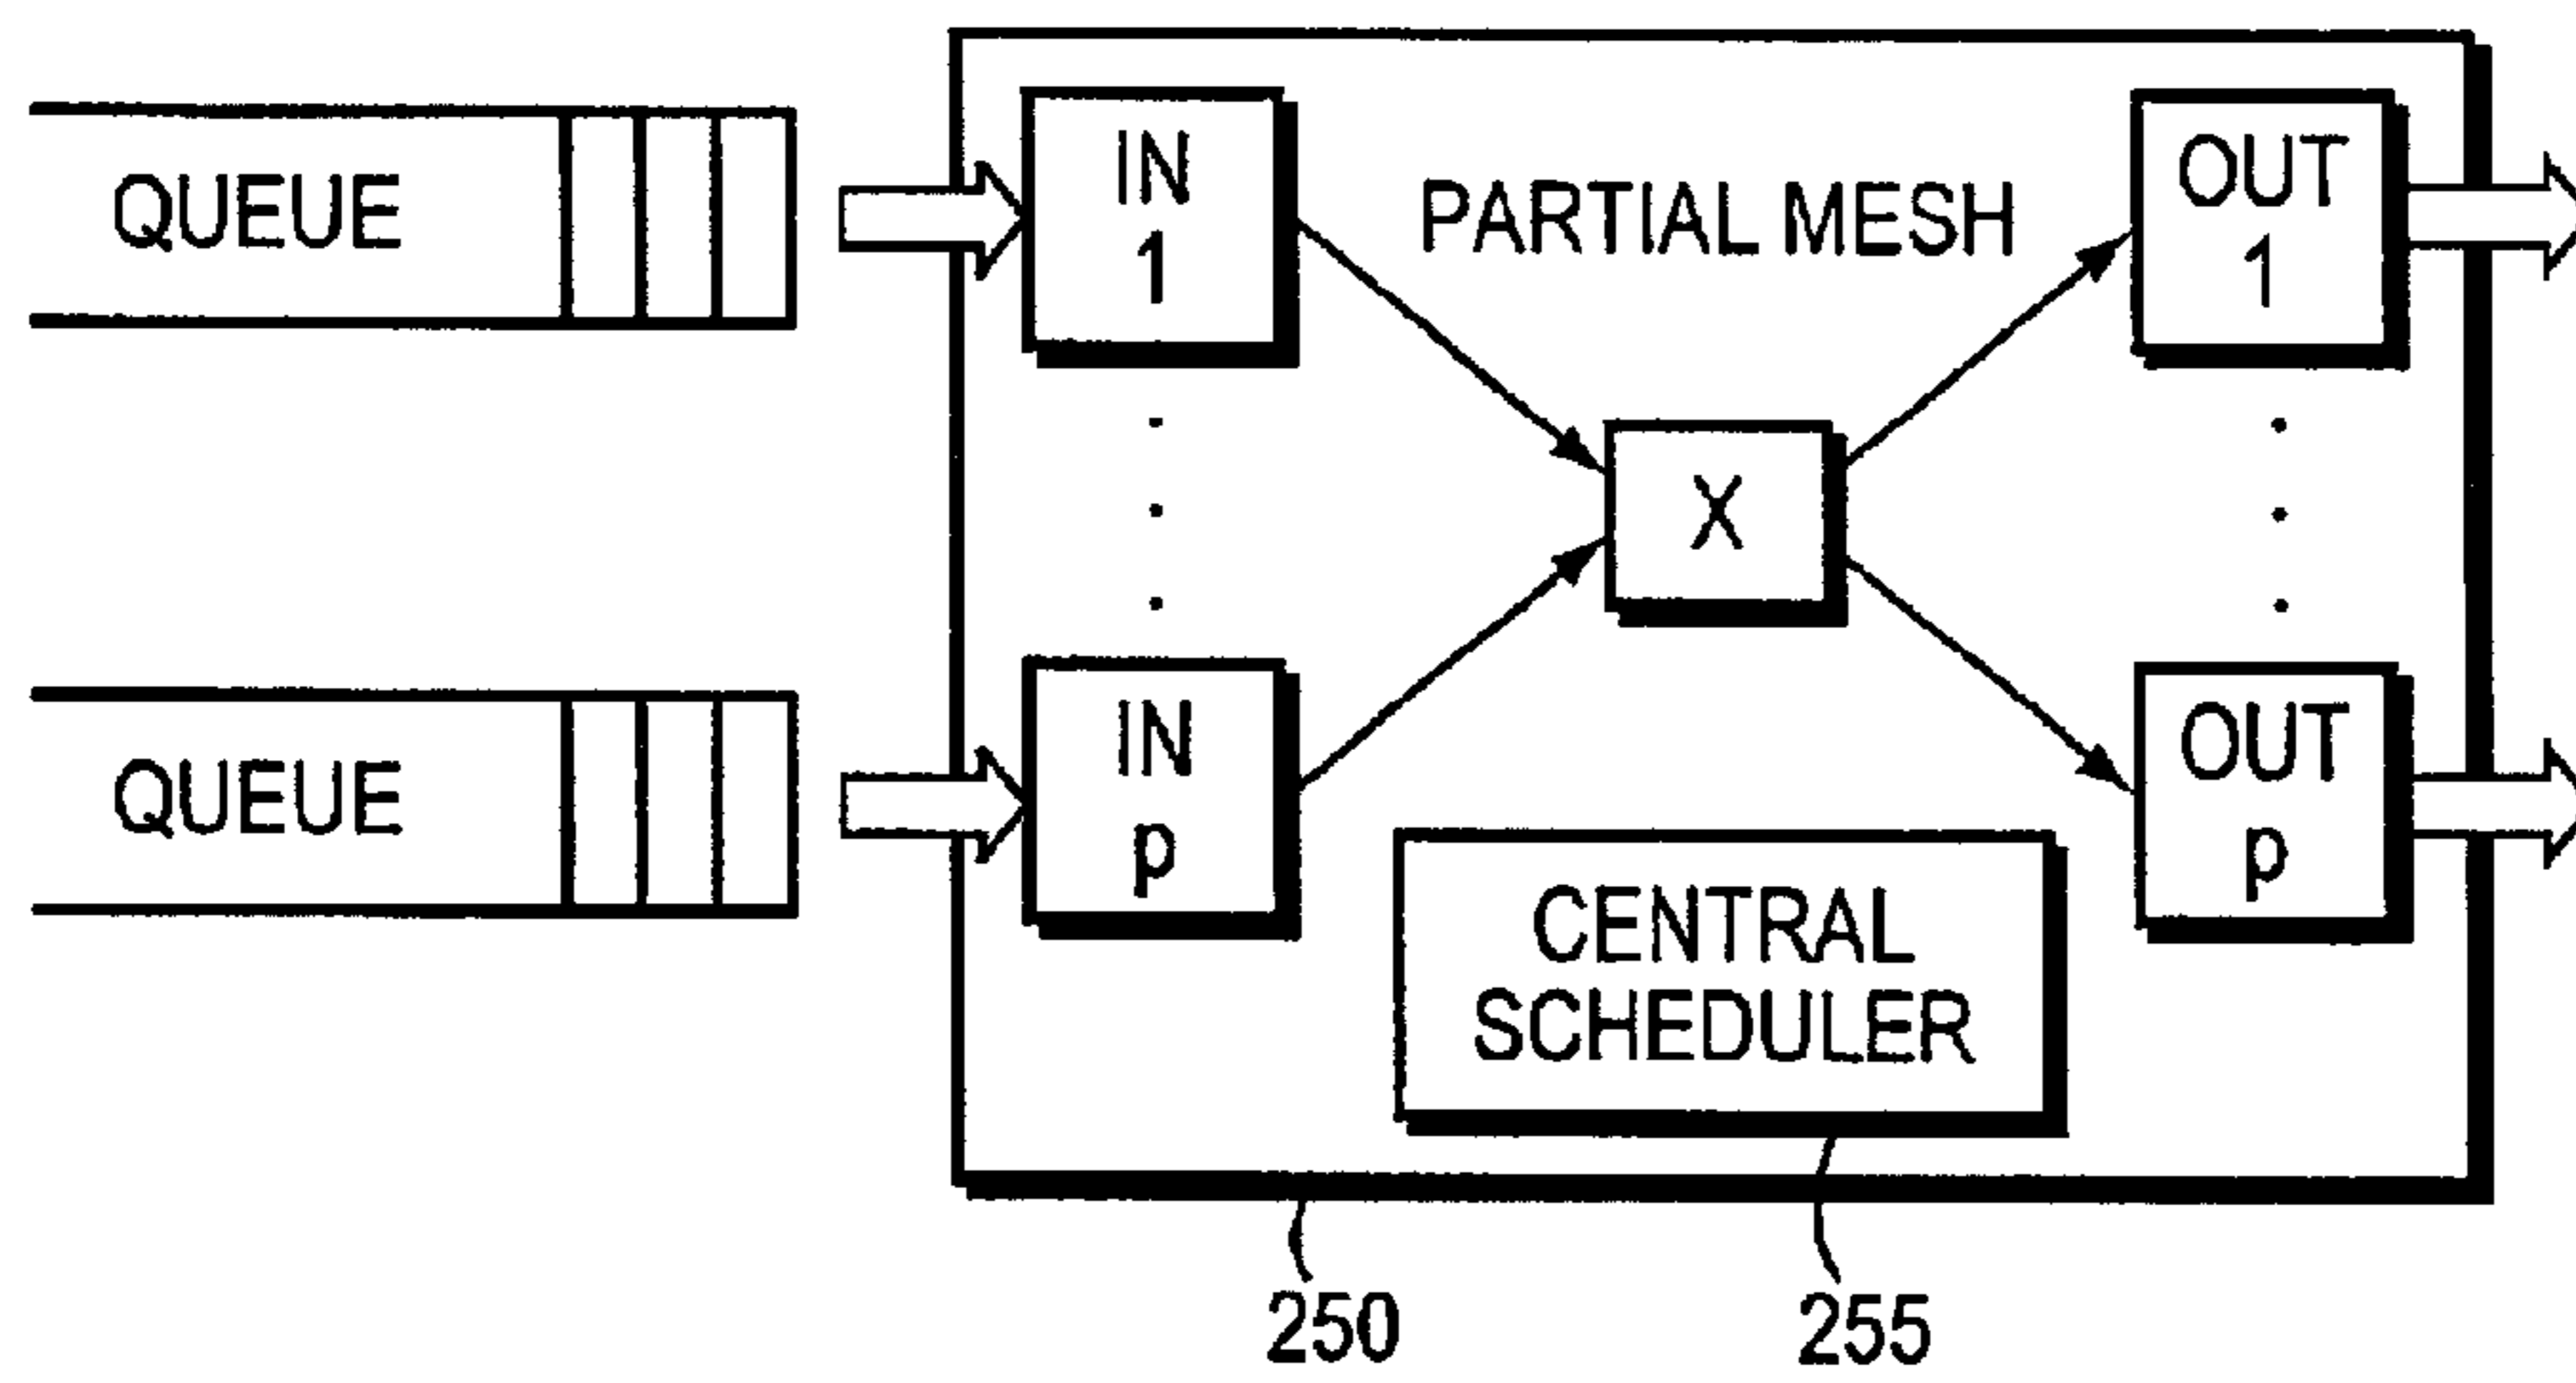 QUEUE
IN
1
PARTIAL MESH
OUT
1
X
QUEUE
IN
p
OUT
p
CENTRAL
SCHEDULER
250
255